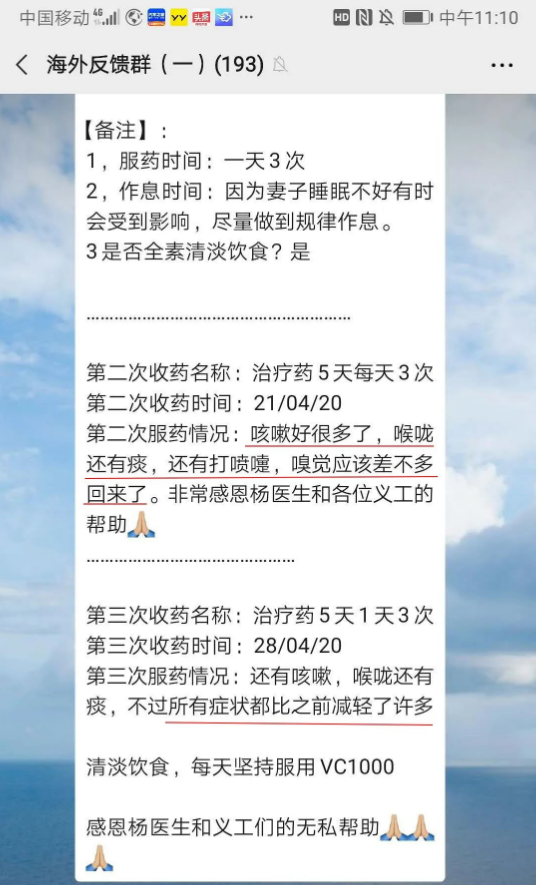 中国移动 4G YY 头条 ... HD 中午11:10
海外反馈群（一）(193)
【备注】：
1，服药时间：一天3次
2，作息时间：因为妻子睡眠不好有时
会受到影响，尽量做到规律作息。
3是否全素清淡饮食？是
......................................................
第二次收药名称：治疗药5天每天3次
第二次收药时间：21/04/20
第二次服药情况：咳嗽好很多了，喉咙
还有痰，还有打喷嚏，嗅觉应该差不多
回来了。非常感恩杨医生和各位义工的
帮助🙏🏼
...........................................
第三次收药名称：治疗药5天1天3次
第三次收药时间：28/04/20
第三次服药情况：还有咳嗽，喉咙还有
痰，不过所有症状都比之前减轻了许多
清淡饮食，每天坚持服用VC1000
感恩杨医生和义工们的无私帮助🙏🏼🙏🏼
🙏🏼